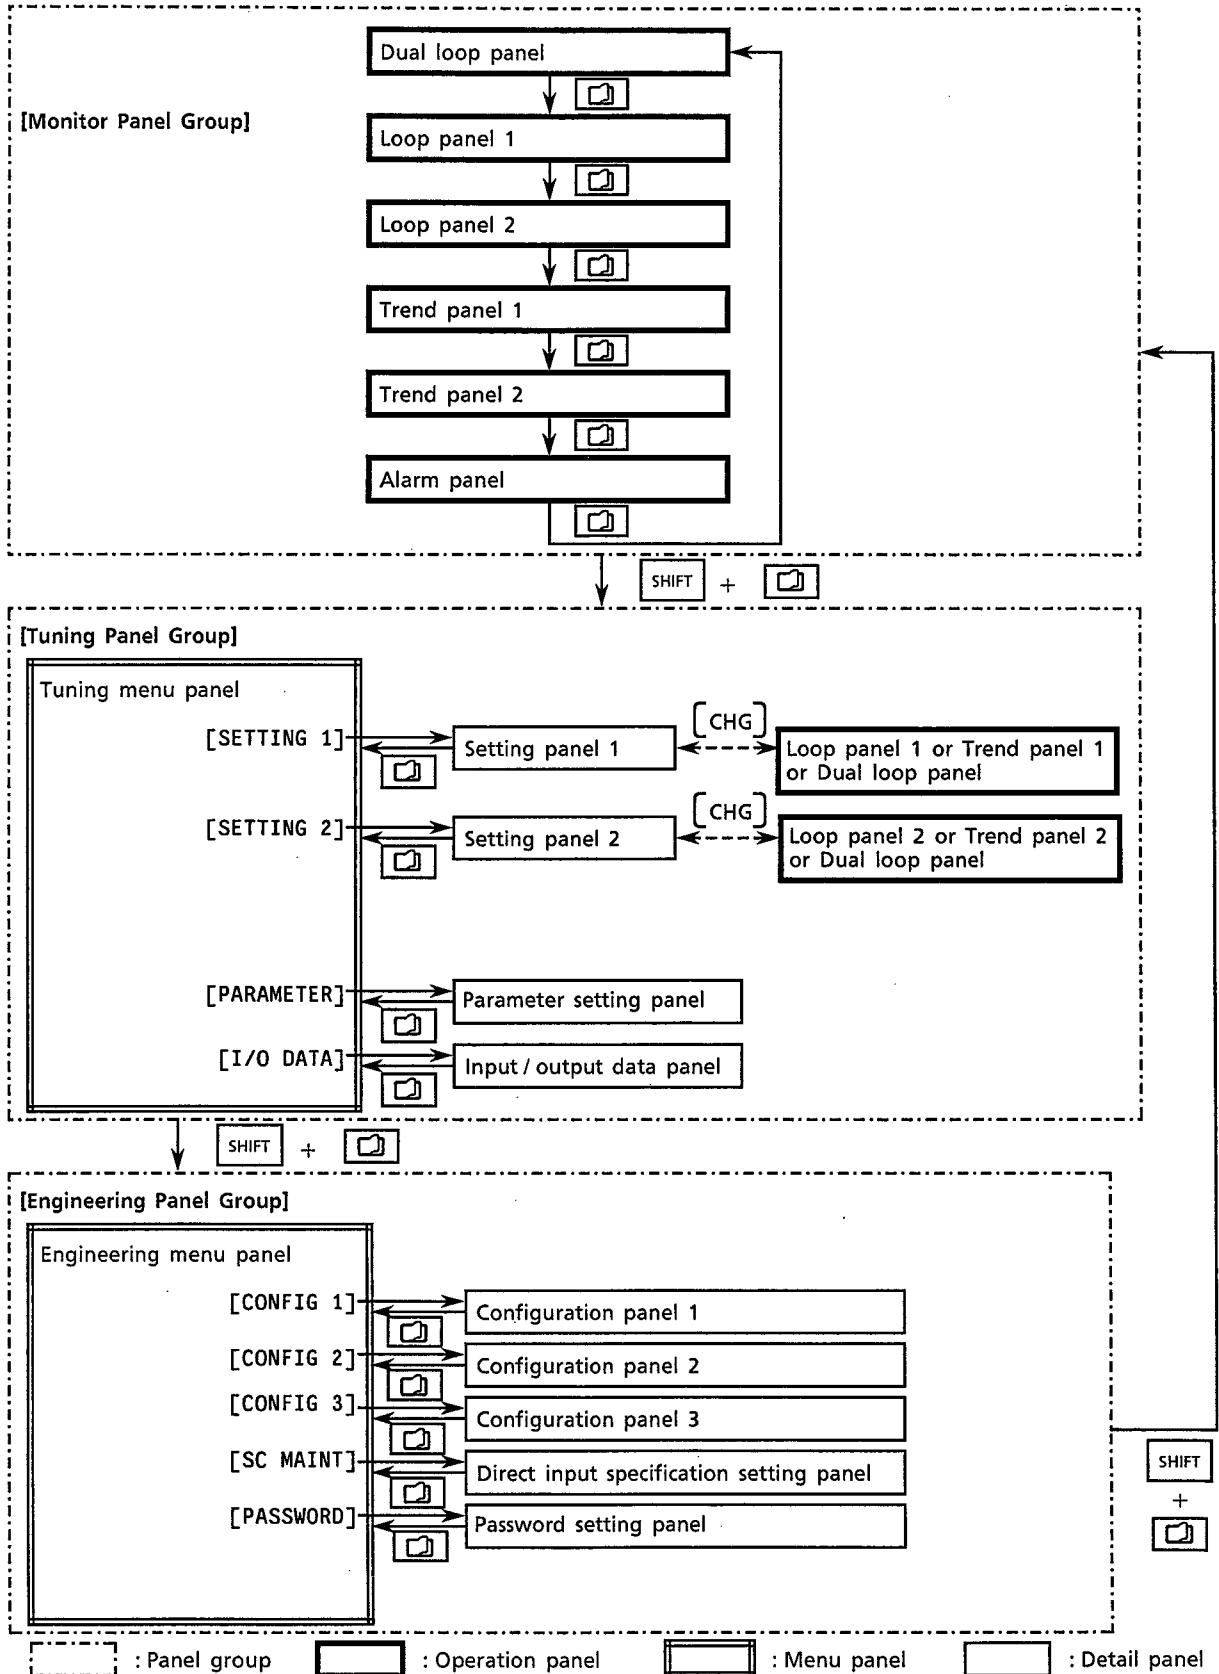 Dual loop panel
[Monitor Panel Group]
Loop panel 1
Loop panel 2
Trend panel 1
Trend panel 2
Alarm panel
SHIFT +
[Tuning Panel Group]
Tuning menu panel
[SETTING 1]
Setting panel 1
[CHG]
Loop panel 1 or Trend panel 1
or Dual loop panel
[SETTING 2]
Setting panel 2
[CHG]
Loop panel 2 or Trend panel 2
or Dual loop panel
[PARAMETER]
Parameter setting panel
[I/O DATA]
Input / output data panel
SHIFT +
[Engineering Panel Group]
Engineering menu panel
[CONFIG 1]
Configuration panel 1
[CONFIG 2]
Configuration panel 2
[CONFIG 3]
Configuration panel 3
[SC MAINT]
Direct input specification setting panel
[PASSWORD]
Password setting panel
SHIFT
+
: Panel group
: Operation panel
: Menu panel
: Detail panel